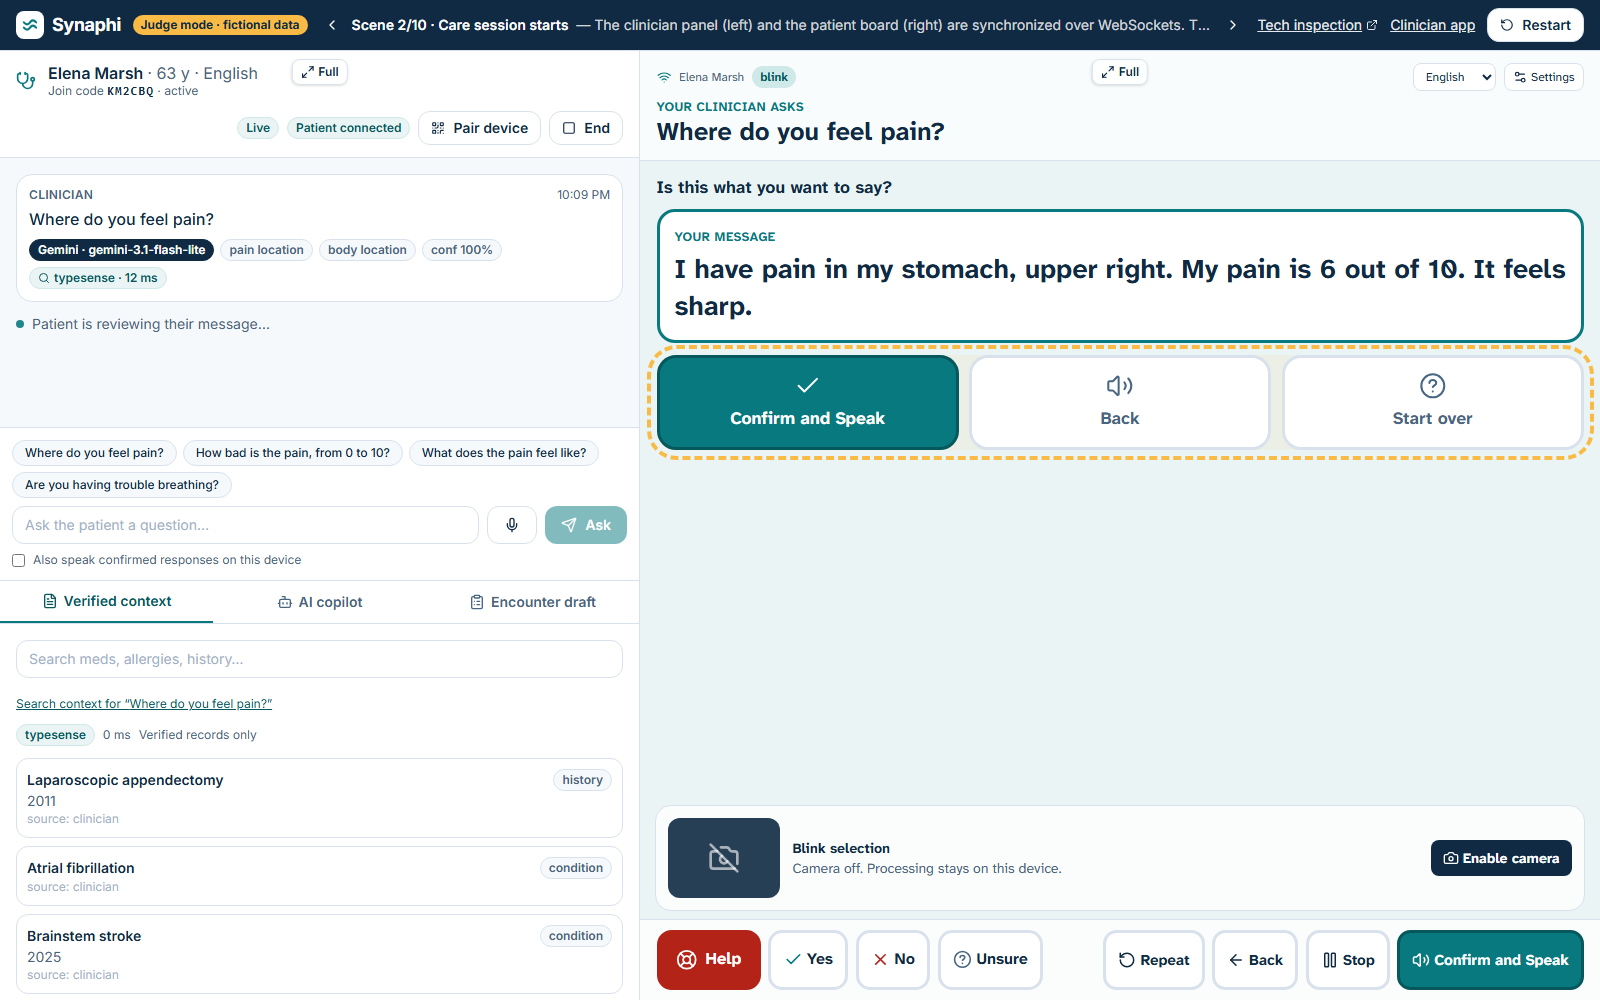 Synaphi
Judge mode · fictional data
Scene 2/10 · Care session starts — The clinician panel (left) and the patient board (right) are synchronized over WebSockets. T...
Tech inspection
Clinician app
Restart
Elena Marsh · 63 y · English
Join code KM2CBQ · active
Full
Live
Patient connected
Pair device
End
CLINICIAN
10:09 PM
Where do you feel pain?
Gemini · gemini-3.1-flash-lite
pain location
body location
conf 100%
typesense · 12 ms
Patient is reviewing their message...
Where do you feel pain?
How bad is the pain, from 0 to 10?
What does the pain feel like?
Are you having trouble breathing?
Ask the patient a question...
Ask
Also speak confirmed responses on this device
Verified context
AI copilot
Encounter draft
Search meds, allergies, history...
Search context for “Where do you feel pain?”
typesense
0 ms
Verified records only
Laparoscopic appendectomy
history
2011
source: clinician
Atrial fibrillation
condition
source: clinician
Brainstem stroke
condition
2025
source: clinician
Elena Marsh
blink
Full
English
Settings
YOUR CLINICIAN ASKS
Where do you feel pain?
Is this what you want to say?
YOUR MESSAGE
I have pain in my stomach, upper right. My pain is 6 out of 10. It feels
sharp.
Confirm and Speak
Back
Start over
Blink selection
Camera off. Processing stays on this device.
Enable camera
Help
Yes
No
Unsure
Repeat
Back
Stop
Confirm and Speak